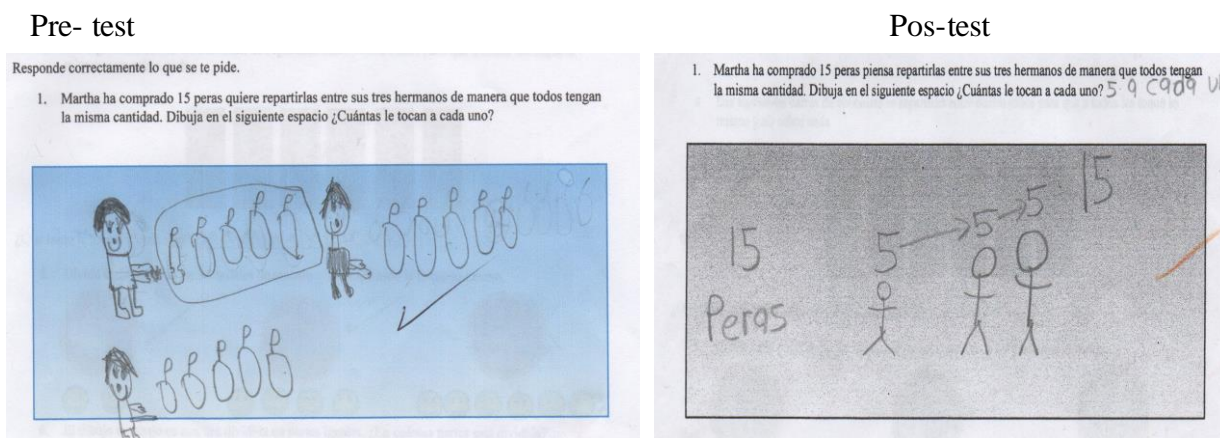 Pre- test
Pos-test
Responde correctamente lo que se te pide.
1. Martha ha comprado 15 peras quiere repartirlas entre sus tres hermanos de manera que todos tengan
la misma cantidad. Dibuja en el siguiente espacio ¿Cuántas le tocan a cada uno?
1. Martha ha comprado 15 peras piensa repartirlas entre sus tres hermanos de manera que todos tengan
la misma cantidad. Dibuja en el siguiente espacio ¿Cuántas le tocan a cada uno? 5 a cada
15
Peras
5 5 5
15